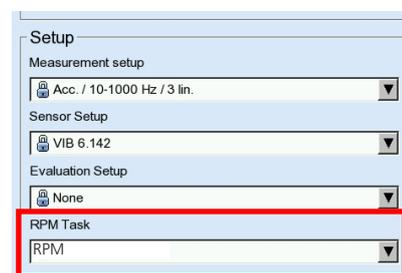 Setup
Measurement setup
Acc. / 10-1000 Hz / 3 lin.
Sensor Setup
VIB 6.142
Evaluation Setup
None
RPM Task
RPM